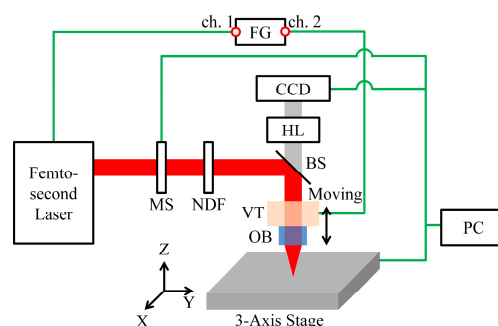 ch. 1
FG
ch. 2
CCD
HL
BS
Femto-
second
Laser
MS
NDF
Moving
VT
OB
PC
Z
Y
X
3-Axis Stage